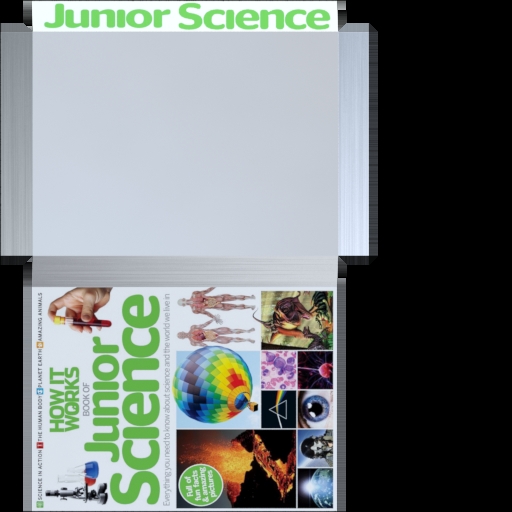 Junior Science
SCIENCE IN ACTION THE HUMAN BODY PLANET EARTH AMAZING ANIMALS
HOW IT
WORKS
BOOK OF
Junior
Science
Everything you need to know about science and the world we live in
Full of
fun facts
& amazing
pictures